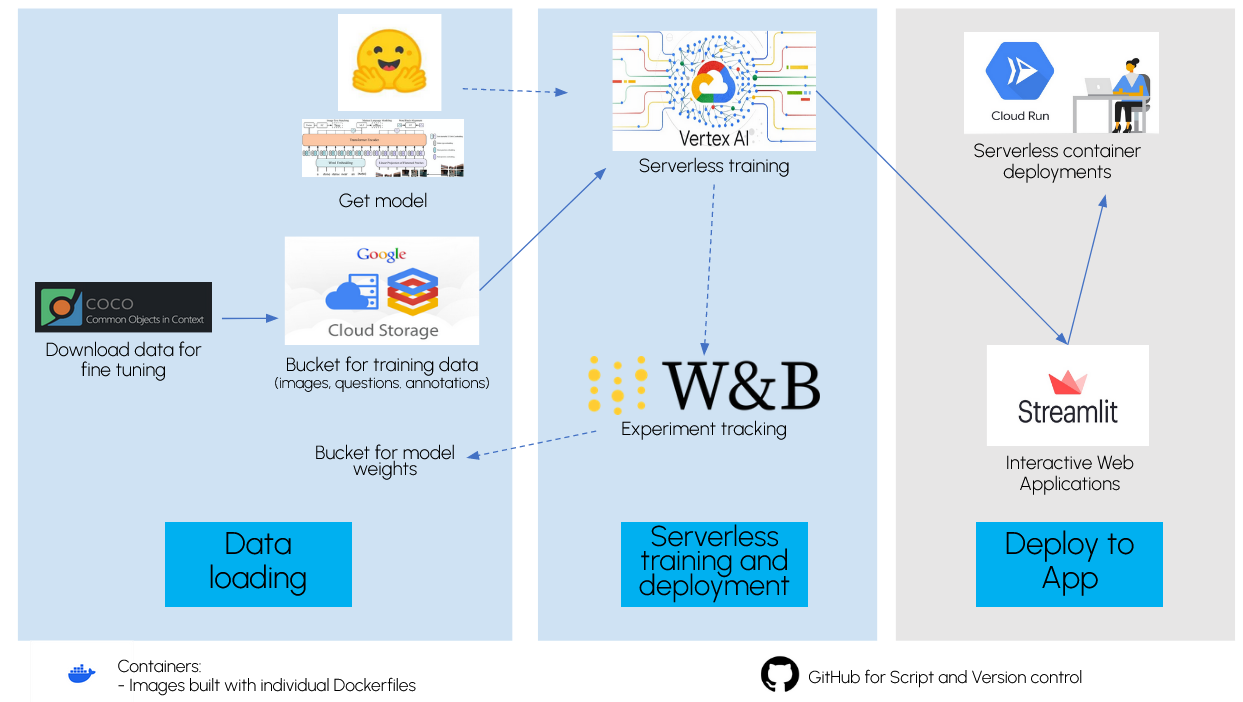 Get model
Google
Cloud Storage
COCO
Common Objects in Context
Download data for
fine tuning
Bucket for training data
(images, questions. annotations)
Bucket for model
weights
Data
loading
Vertex AI
Serverless training
W&B
Experiment tracking
Serverless
training and
deployment
Cloud Run
Serverless container
deployments
Streamlit
Interactive Web
Applications
Deploy to
App
Containers:
- Images built with individual Dockerfiles
GitHub for Script and Version control